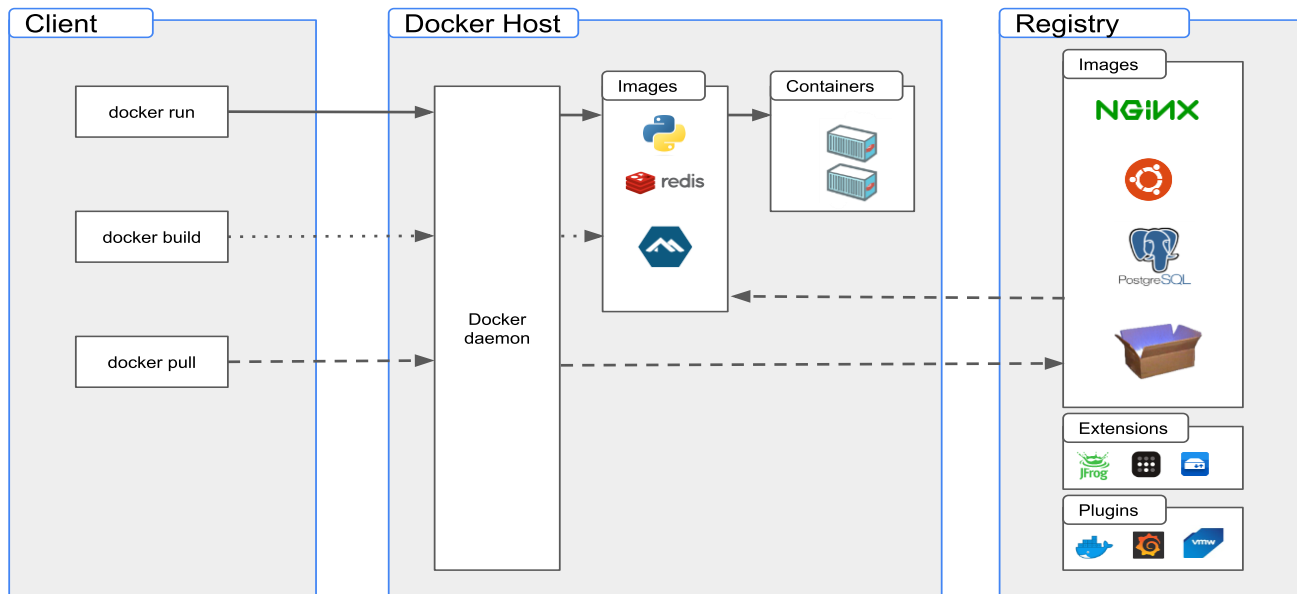 Client
docker run
docker build
docker pull
Docker Host
Docker
daemon
Images
redis
Containers
Registry
Images
NGINX
PostgreSQL
Extensions
JFrog
Plugins
vmw